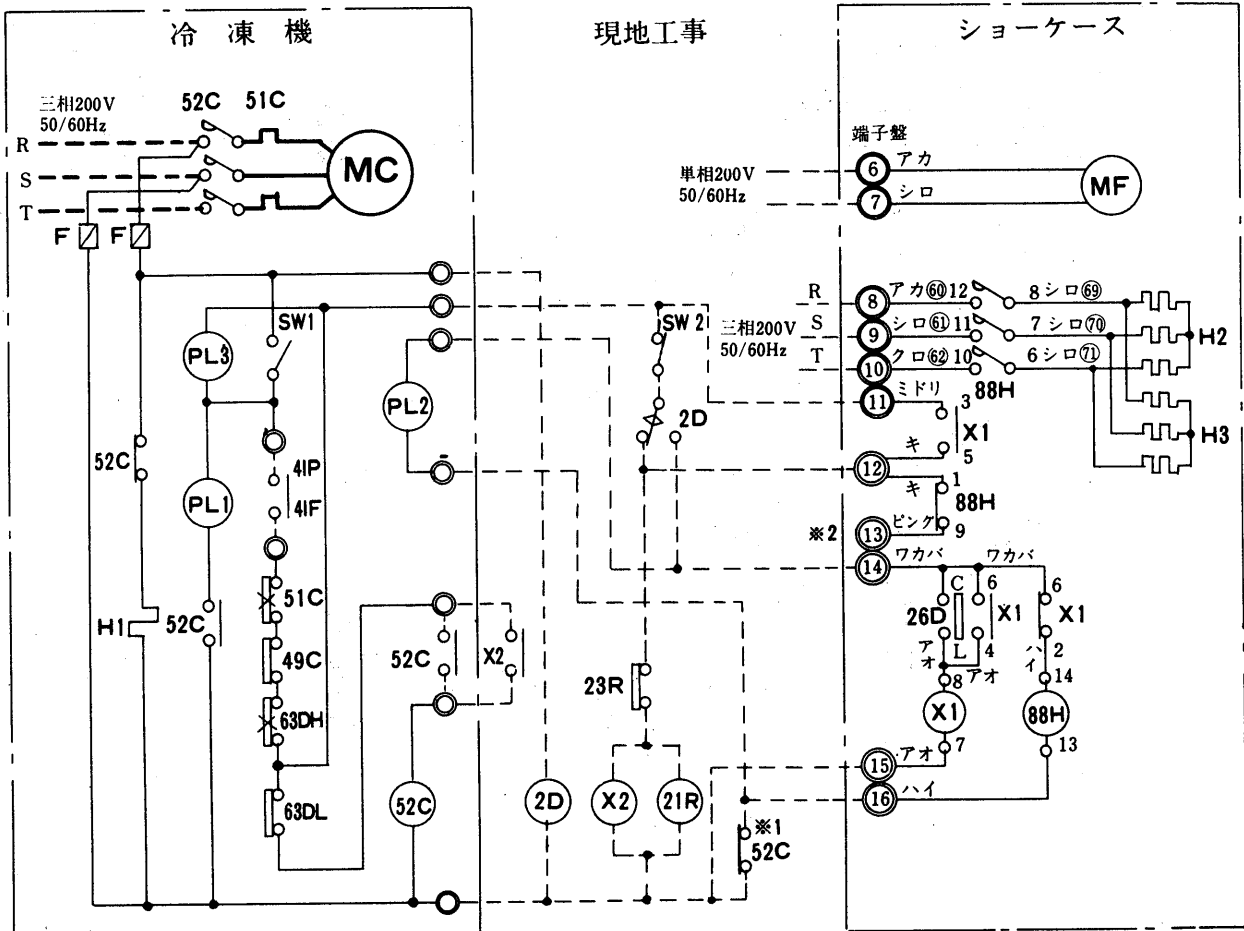 冷凍機
現地工事
ショーケース
三相200V
50/60Hz
52C 51C
R
S
T
MC
F F
端子盤
単相200V
50/60Hz
6 アカ
7 シロ
MF
SW1
PL3
PL1
PL2
SW2
2D
三相200V
50/60Hz
R
S
T
8 アカ㊿60 12
8 シロ69
9 シロ61 11
7 シロ70
10 クロ62 10
6 シロ71
88H
H2
H3
11 ミドリ 3
X1
キ 5
12
キ 1
88H
※2 13 ピンク 9
14 ワカバ ワカバ
52C
41P
41F
51C
49C
63DH
63DL
H1
52C
52C X2
52C
23R
2D X2 21R
※1
52C
26D C 6 X1 6 X1
アオ L 4 アオ 2 ハイ
8 14
X1 88H
7 13
15 アオ
16 ハイ